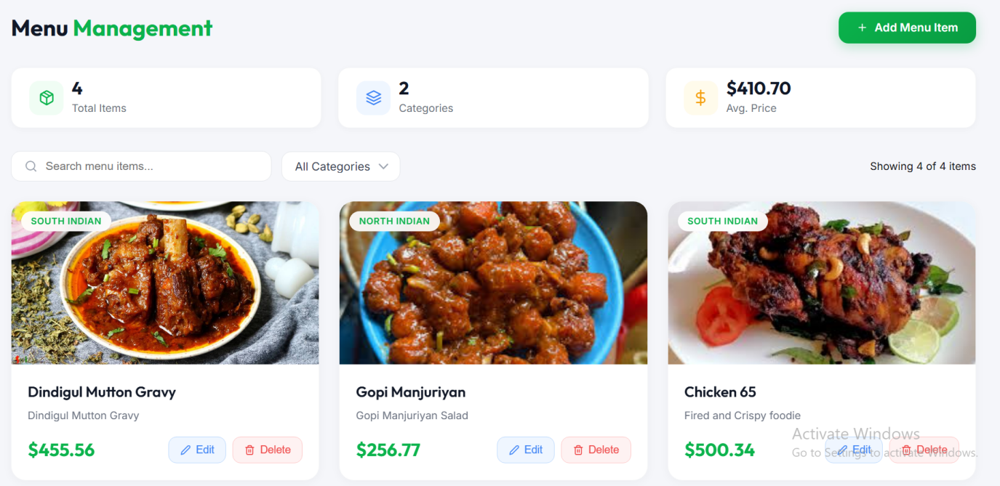 Menu Management
+ Add Menu Item
4
Total Items
2
Categories
$410.70
Avg. Price
Search menu items...
All Categories
Showing 4 of 4 items
SOUTH INDIAN
NORTH INDIAN
SOUTH INDIAN
Dindigul Mutton Gravy
Dindigul Mutton Gravy
$455.56
Edit
Delete
Gopi Manjuriyan
Gopi Manjuriyan Salad
$256.77
Edit
Delete
Chicken 65
Fired and Crispy foodie
$500.34
Edit
Delete
Activate Windows
Go to Settings to activate Windows.